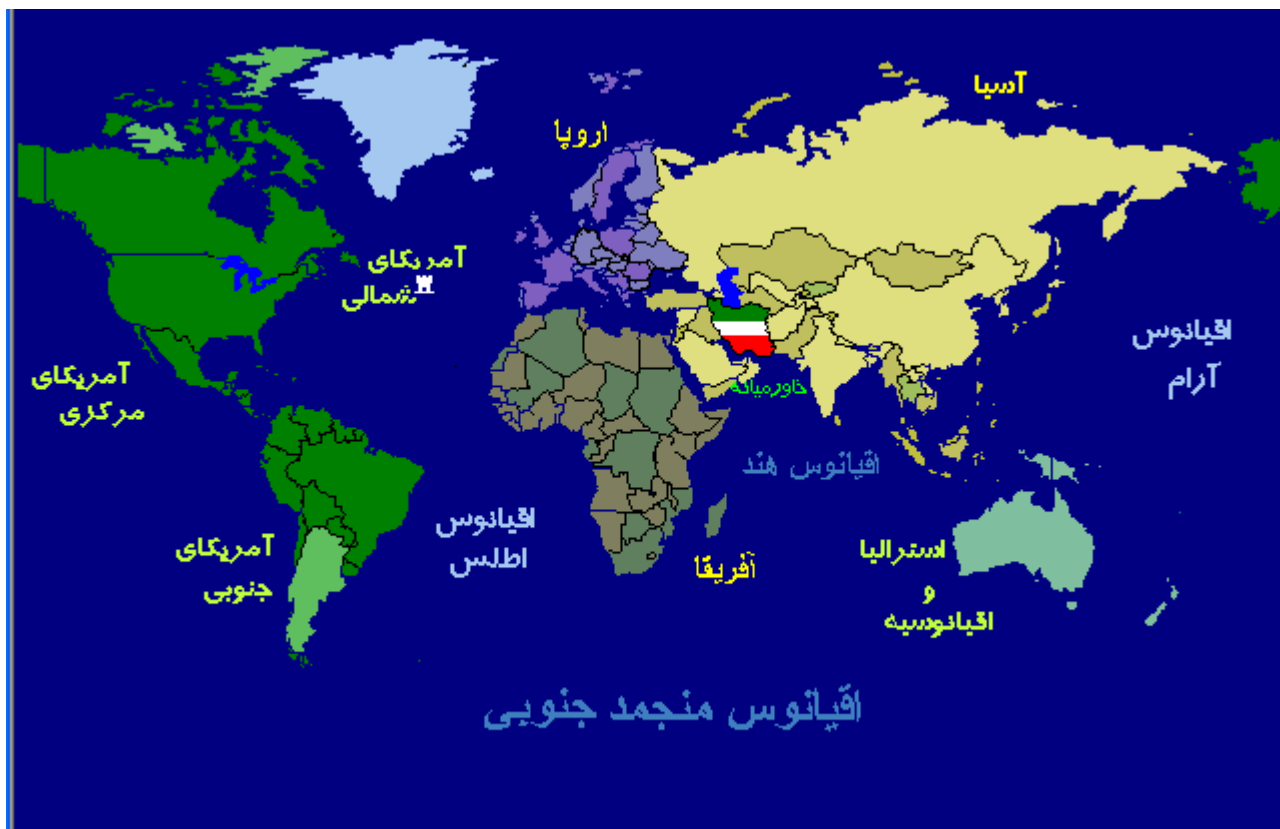 آسیا
اروپا
آمریکای
شمالی
اقیانوس
آرام
آمریکای
مرکزی
خاورمیانه
اقیانوس هند
اقیانوس
اطلس
آمریکای
جنوبی
آفریقا
استرالیا
و
اقیانوسیه
اقیانوس منجمد جنوبی